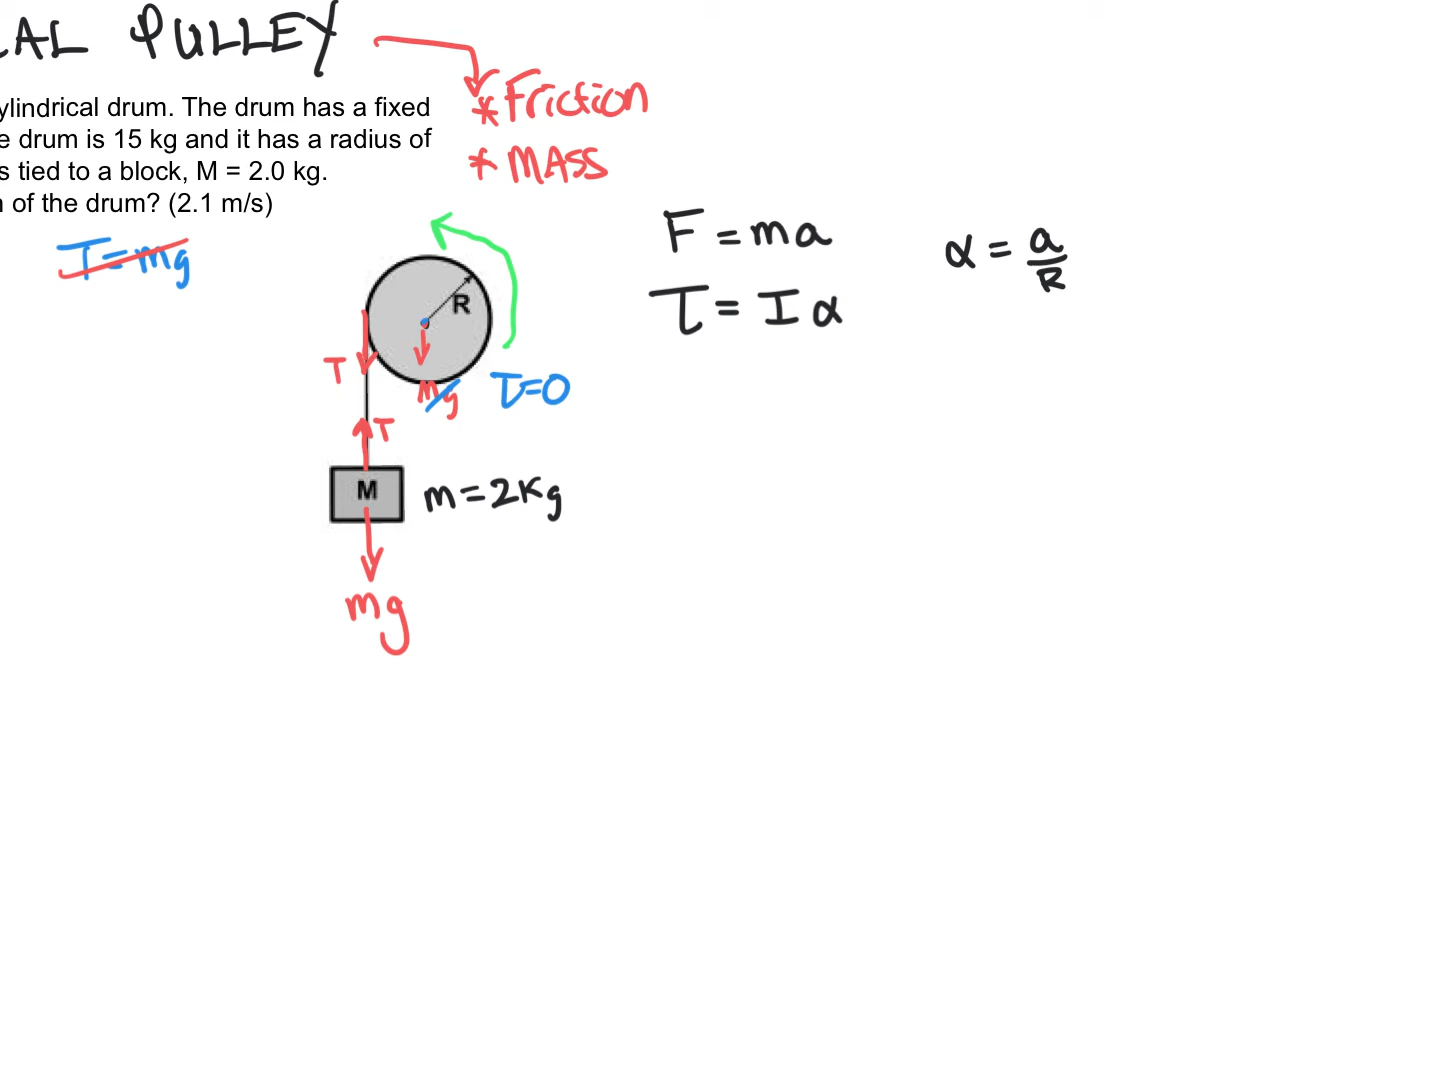 AL PULLEY
*Friction
*MASS
ylindrical drum. The drum has a fixed
e drum is 15 kg and it has a radius of
s tied to a block, M = 2.0 kg.
of the drum? (2.1 m/s)
T=mg
F=ma
τ=Iα
α=a/R
R
T
Mg
τ=0
T
M
m=2Kg
mg